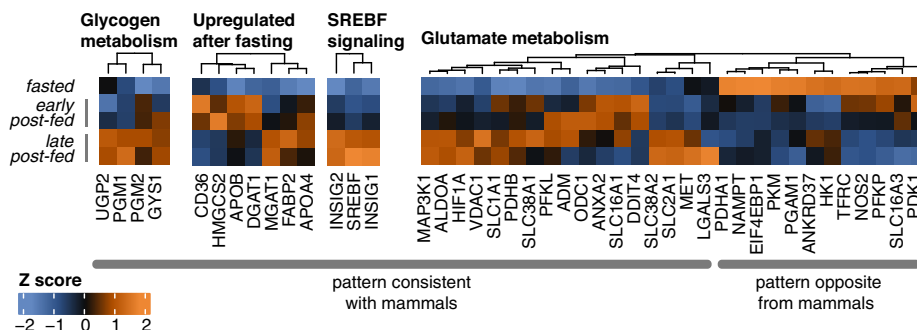 Glycogen metabolism
Upregulated after fasting
SREBF signaling
Glutamate metabolism
fasted
early
post-fed
late
post-fed
UGP2
PGM1
PGM2
GYS1
CD36
HMGCS2
APOB
DGAT1
MGAT1
FABP2
APOA4
INSIG2
SREBF
INSIG1
MAP3K1
ALDOA
HIF1A
VDAC1
SLC1A1
PDHB
SLC38A1
PFKL
ADM
ODC1
ANXA2
SLC16A1
DDIT4
SLC38A2
SLC2A1
MET
LGALS3
PDHA1
NAMPT
EIF4EBP1
PKM
PGAM1
ANKRD37
HK1
TFRC
NOS2
PFKP
SLC16A3
PDK1
pattern consistent
with mammals
pattern opposite
from mammals
Z score
−2 −1 0 1 2